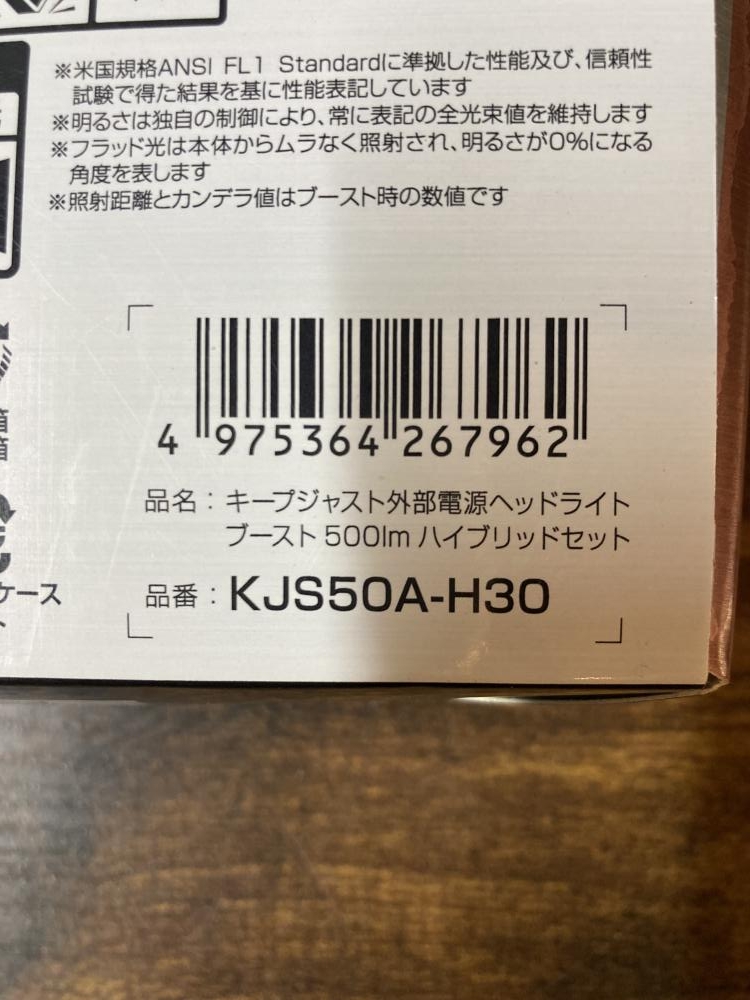 ※米国規格ANSI FL1 Standardに準拠した性能及び、信頼性
試験で得た結果を基に性能表記しています
※明るさは独自の制御により、常に表記の全光束値を維持します
※フラッド光は本体からムラなく照射され、明るさが0%になる
角度を表します
※照射距離とカンデラ値はブースト時の数値です
4 975364 267962
品名：キープジャスト外部電源ヘッドライト
ブースト 500lm ハイブリッドセット
品番：KJS50A-H30
箱
箱
ケース
ト